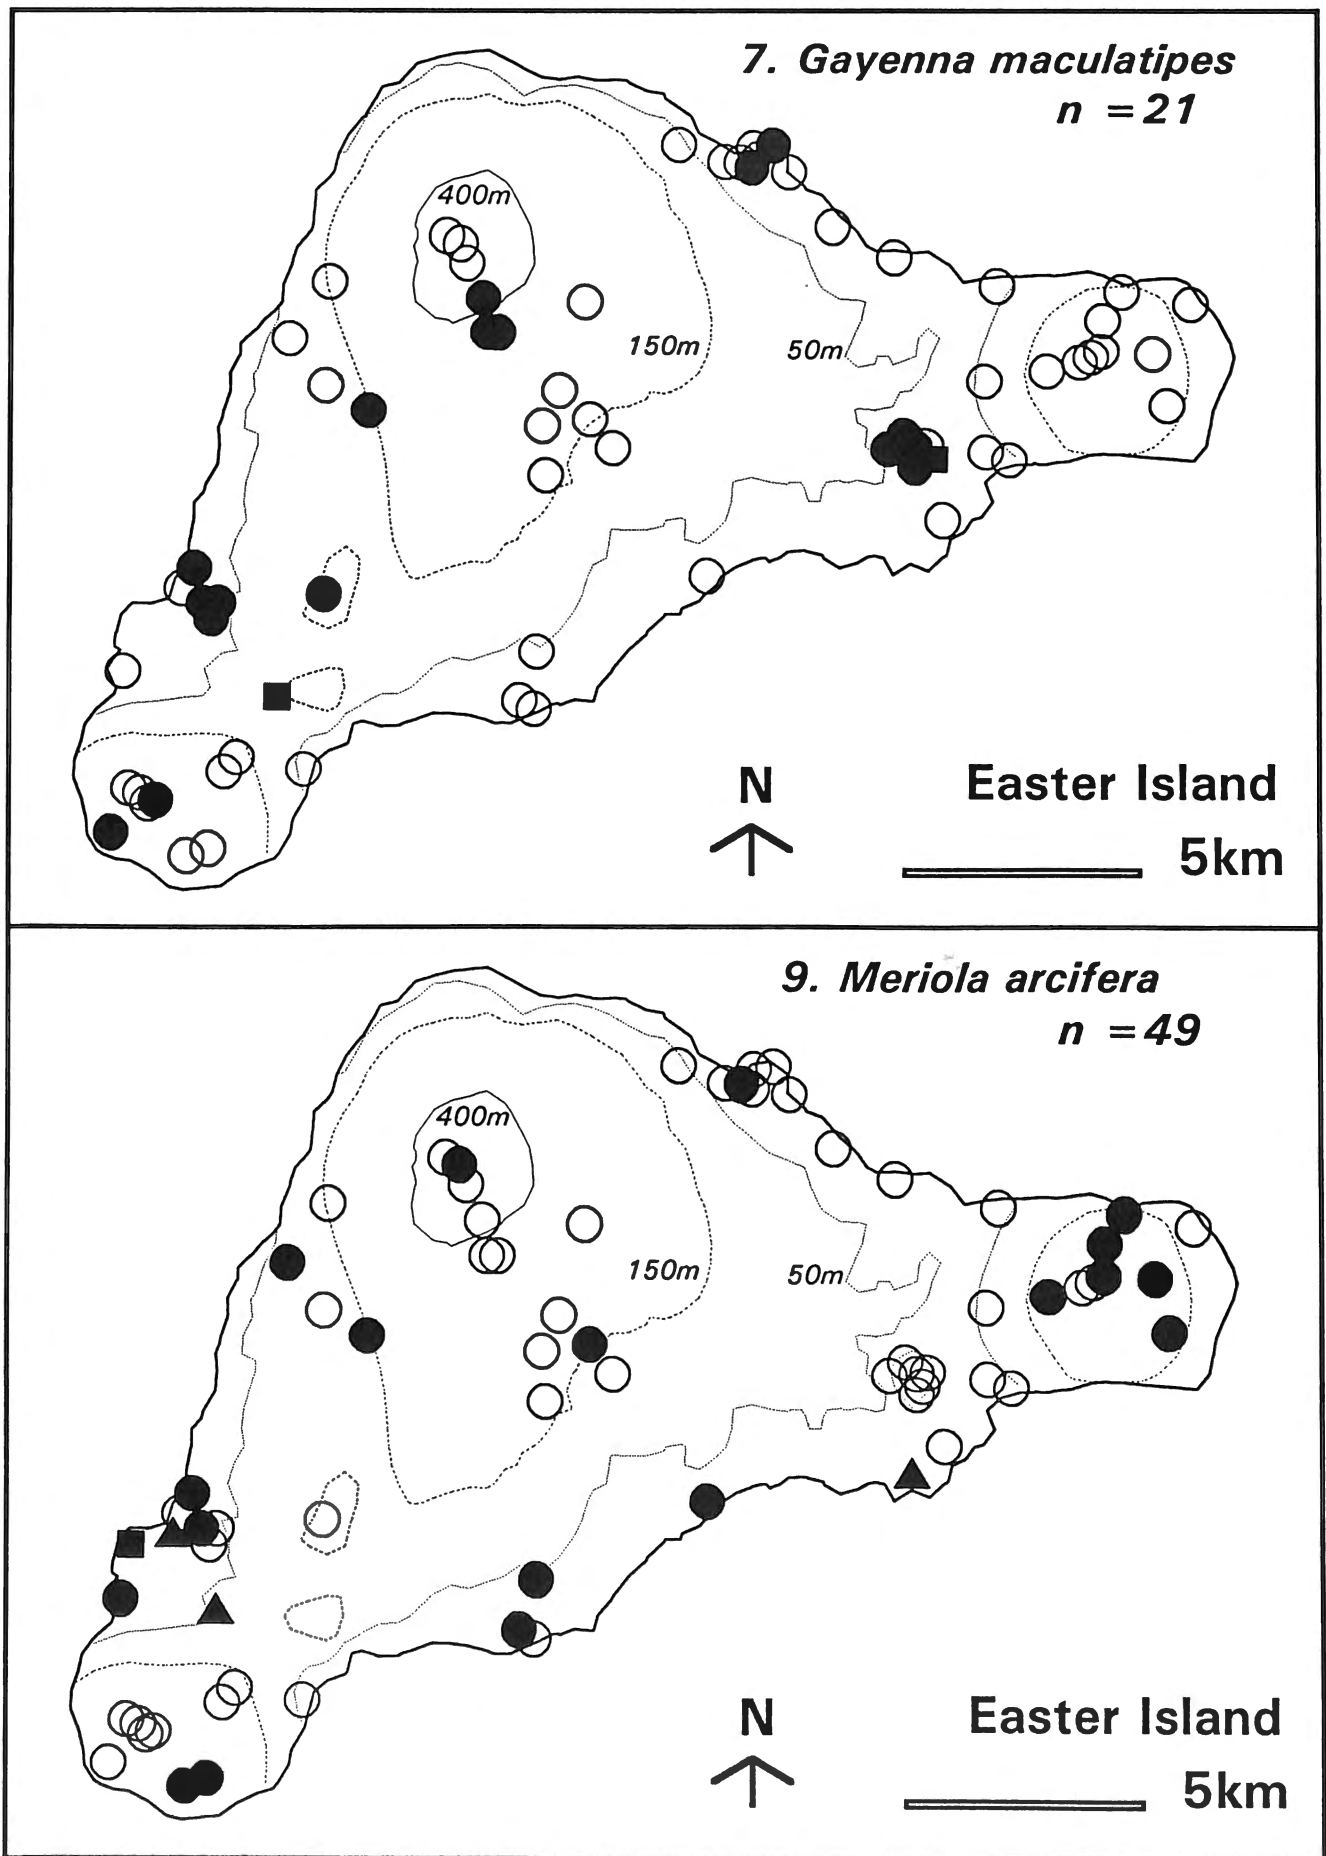 7. Gayenna maculatipes
n =21
400m
150m
50m
N
Easter Island
5km
9. Meriola arcifera
n =49
400m
150m
50m
N
Easter Island
5km